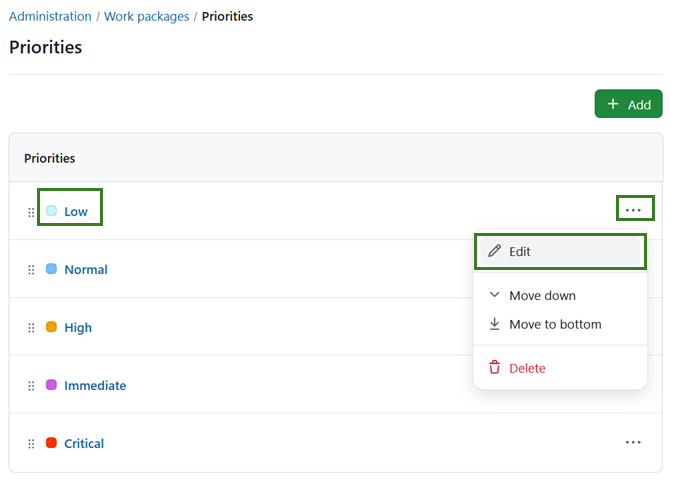 Administration / Work packages / Priorities
Priorities
+ Add
Priorities
Low
Edit
Normal
Move down
High
Move to bottom
Delete
Immediate
Critical